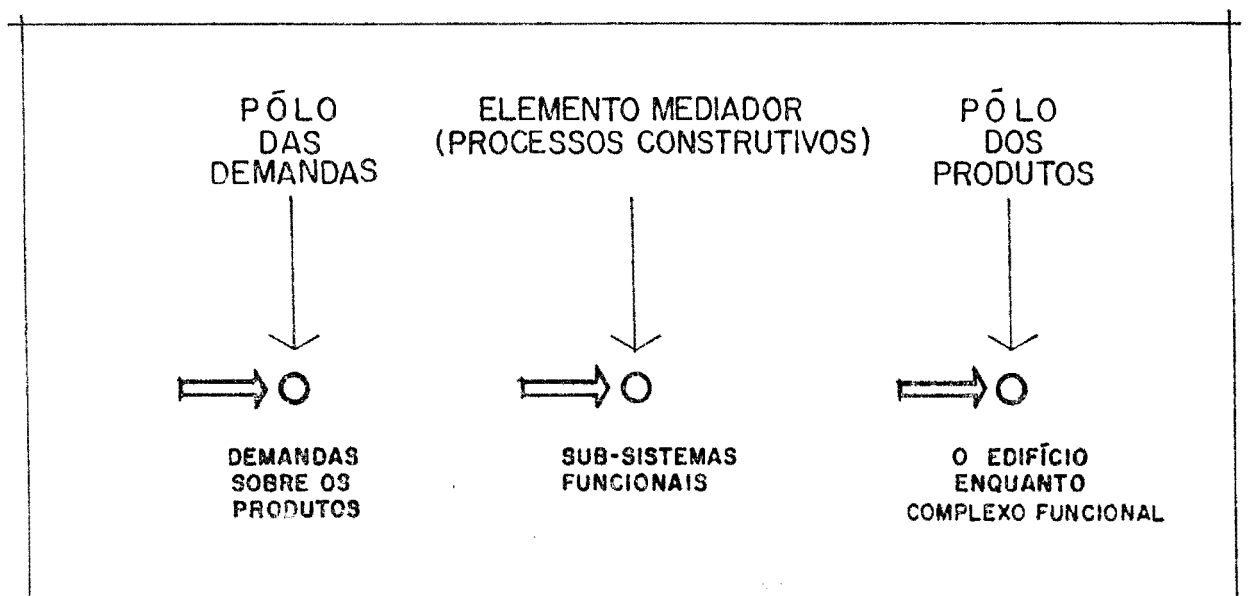 PÓLO
DAS
DEMANDAS
ELEMENTO MEDIADOR
(PROCESSOS CONSTRUTIVOS)
PÓLO
DOS
PRODUTOS
DEMANDAS
SOBRE OS
PRODUTOS
SUB-SISTEMAS
FUNCIONAIS
O EDIFÍCIO
ENQUANTO
COMPLEXO FUNCIONAL